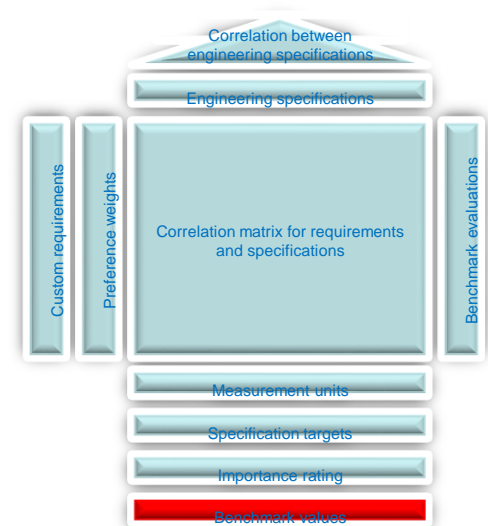 Correlation between
engineering specifications
Engineering specifications
Custom requirements
Preference weights
Correlation matrix for requirements
and specifications
Benchmark evaluations
Measurement units
Specification targets
Importance rating
Benchmark values